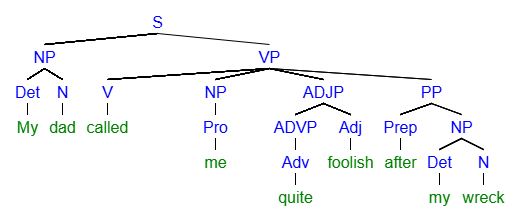 S
NP VP
Det N V NP ADJP PP
My dad called Pro ADVP Adj Prep NP
me Adv foolish after Det N
quite my wreck